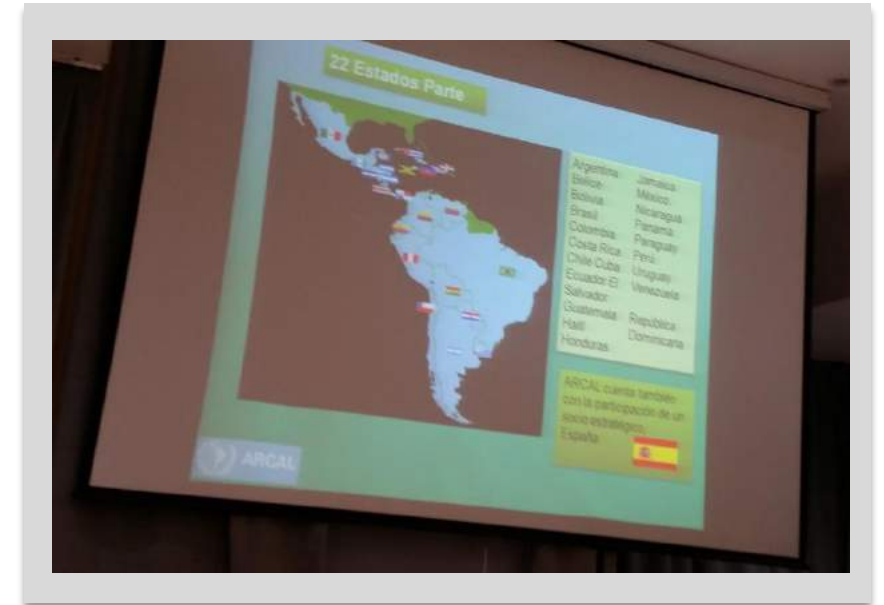 22 Estados Parte
Argentina
Belice
Bolivia
Brasil
Colombia
Costa Rica
Chile Cuba
Ecuador El
Salvador
Guatemala
Haití
Honduras
Jamaica
México
Nicaragua
Panama
Paraguay
Perú
Uruguay
Venezuela
República
Dominicana
ARCAL cuenta también
con la participación de un
socio estratégico,
España
ARCAL